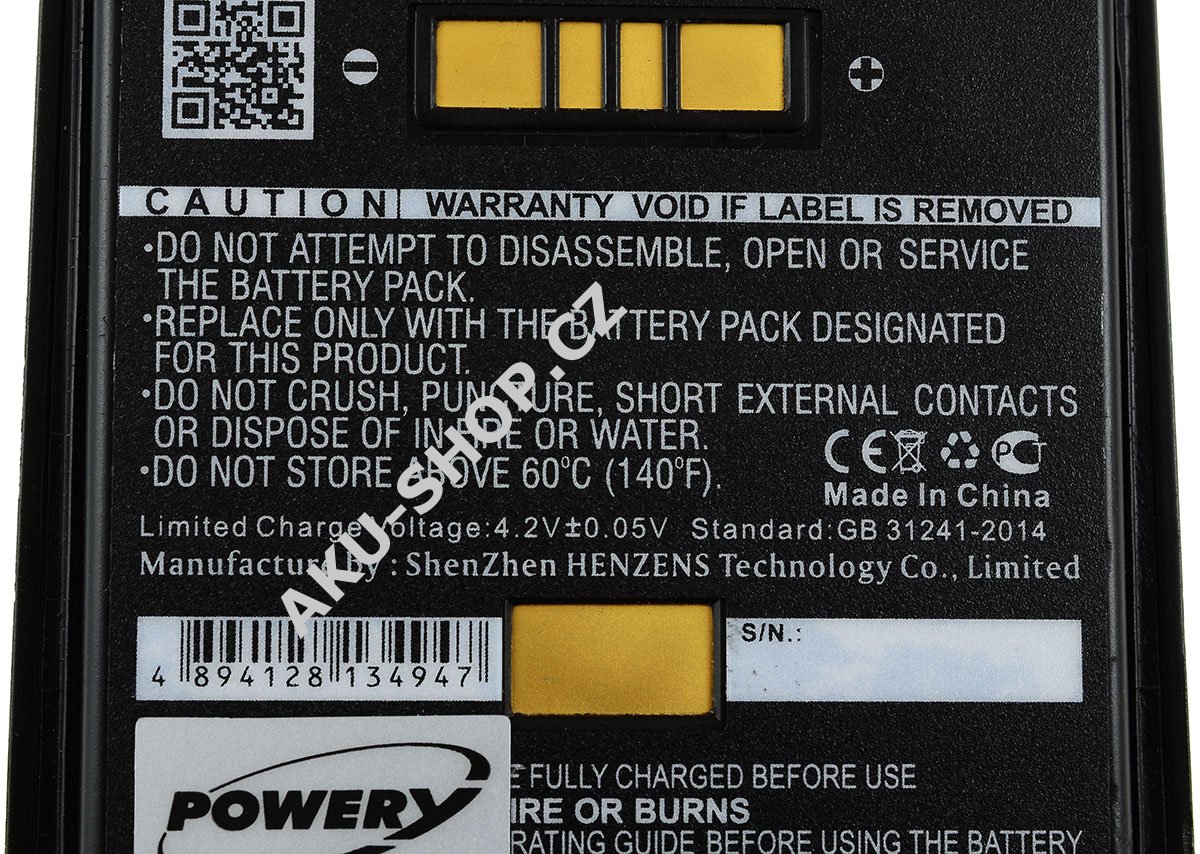 CAUTION WARRANTY VOID IF LABEL IS REMOVED
•DO NOT ATTEMPT TO DISASSEMBLE, OPEN OR SERVICE
THE BATTERY PACK.
•REPLACE ONLY WITH THE BATTERY PACK DESIGNATED
FOR THIS PRODUCT.
•DO NOT CRUSH, PUNCTURE, SHORT EXTERNAL CONTACTS
OR DISPOSE OF IN FIRE OR WATER.
•DO NOT STORE ABOVE 60°C (140°F).
CE PCT
Made In China
Limited Charge Voltage:4.2V±0.05V Standard:GB 31241-2014
Manufacture by : ShenZhen HENZENS Technology Co., Limited
AKU-SHOP.CZ
4 894128 134947
S/N.:
POWERY
FULLY CHARGED BEFORE USE
IRE OR BURNS
RATING GUIDE BEFORE USING THE BATTERY